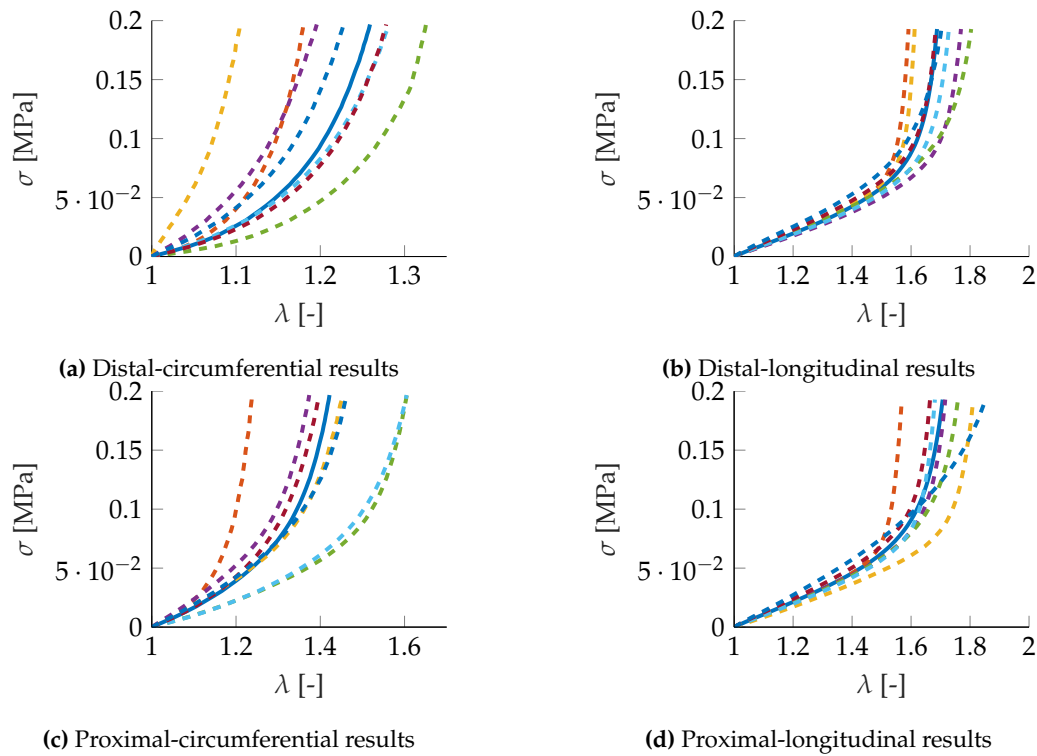 0.2
0.15
0.1
5 · 10⁻²
0
σ [MPa]
1 1.1 1.2 1.3
λ [-]
(a) Distal-circumferential results
0.2
0.15
0.1
5 · 10⁻²
0
σ [MPa]
1 1.2 1.4 1.6 1.8 2
λ [-]
(b) Distal-longitudinal results
0.2
0.15
0.1
5 · 10⁻²
0
σ [MPa]
1 1.2 1.4 1.6
λ [-]
(c) Proximal-circumferential results
0.2
0.15
0.1
5 · 10⁻²
0
σ [MPa]
1 1.2 1.4 1.6 1.8 2
λ [-]
(d) Proximal-longitudinal results